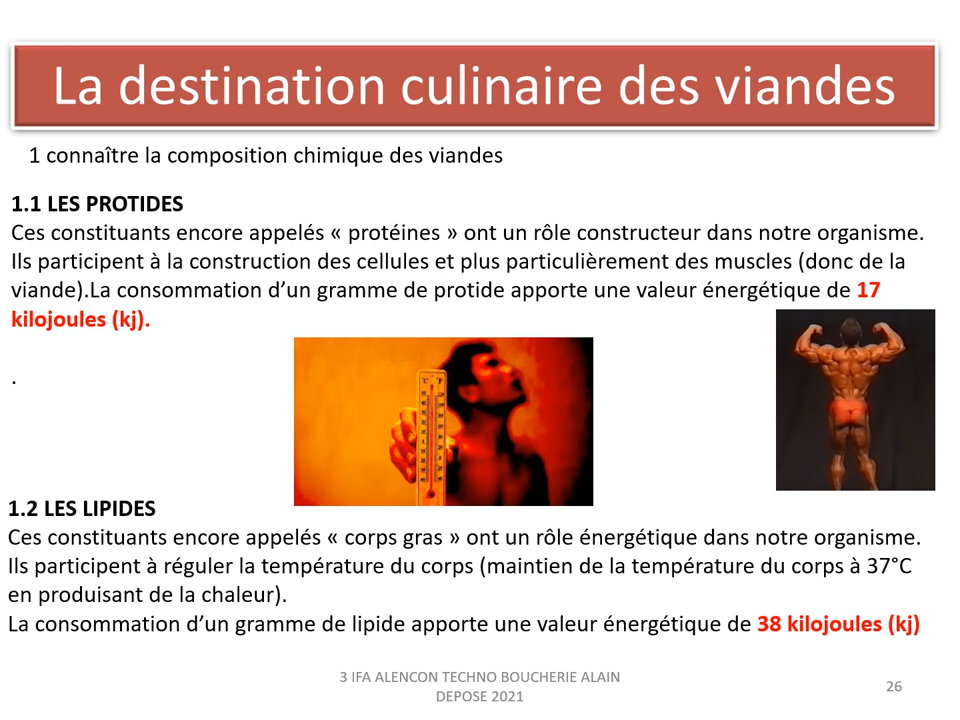 La destination culinaire des viandes
1 connaître la composition chimique des viandes
1.1 LES PROTIDES
Ces constituants encore appelés « protéines » ont un rôle constructeur dans notre organisme.
Ils participent à la construction des cellules et plus particulièrement des muscles (donc de la
viande).La consommation d’un gramme de protide apporte une valeur énergétique de 17
kilojoules (kj).
.
1.2 LES LIPIDES
Ces constituants encore appelés « corps gras » ont un rôle énergétique dans notre organisme.
Ils participent à réguler la température du corps (maintien de la température du corps à 37°C
en produisant de la chaleur).
La consommation d’un gramme de lipide apporte une valeur énergétique de 38 kilojoules (kj)
3 IFA ALENCON TECHNO BOUCHERIE ALAIN
DEPOSE 2021
26